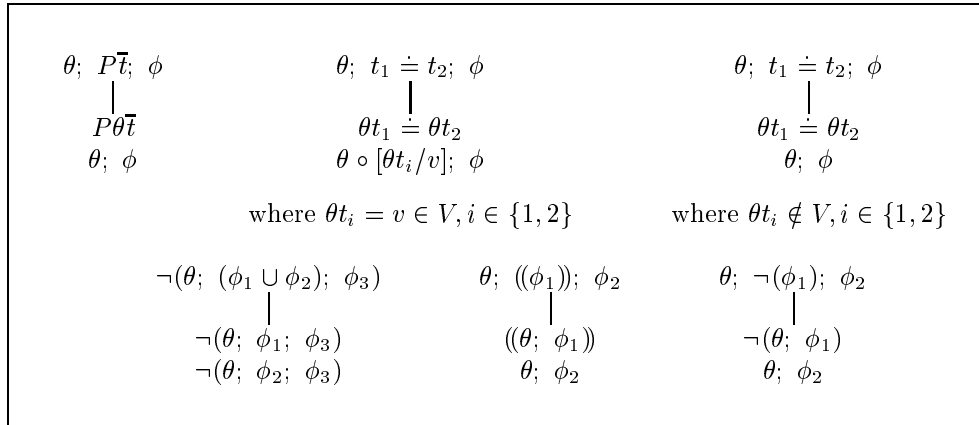 θ; Pt̄; φ    θ; t₁ ≐ t₂; φ    θ; t₁ ≐ t₂; φ
Pθt̄    θt₁ ≐ θt₂    θt₁ ≐ θt₂
θ; φ    θ ∘ [θtᵢ/v]; φ    θ; φ
where θtᵢ = v ∈ V, i ∈ {1, 2}    where θtᵢ ∉ V, i ∈ {1, 2}
¬(θ; (φ₁ ∪ φ₂); φ₃)    θ; ((φ₁)); φ₂    θ; ¬(φ₁); φ₂
¬(θ; φ₁; φ₃)    ((θ; φ₁))    ¬(θ; φ₁)
¬(θ; φ₂; φ₃)    θ; φ₂    θ; φ₂